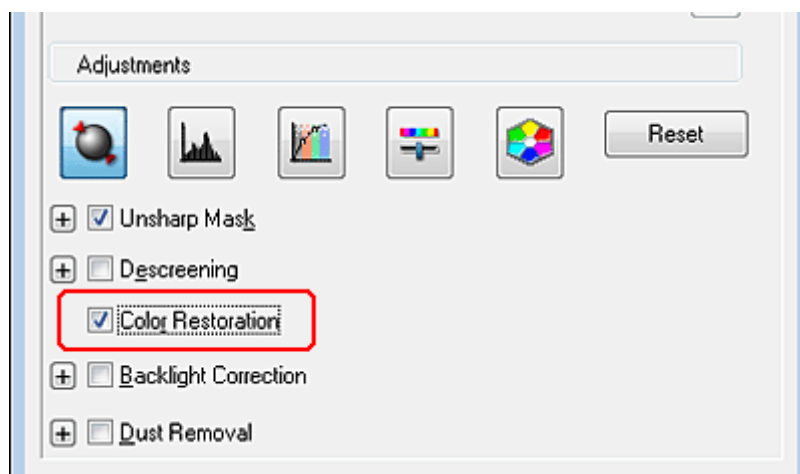 Adjustments
Reset
Unsharp Mask
Descreening
Color Restoration
Backlight Correction
Dust Removal